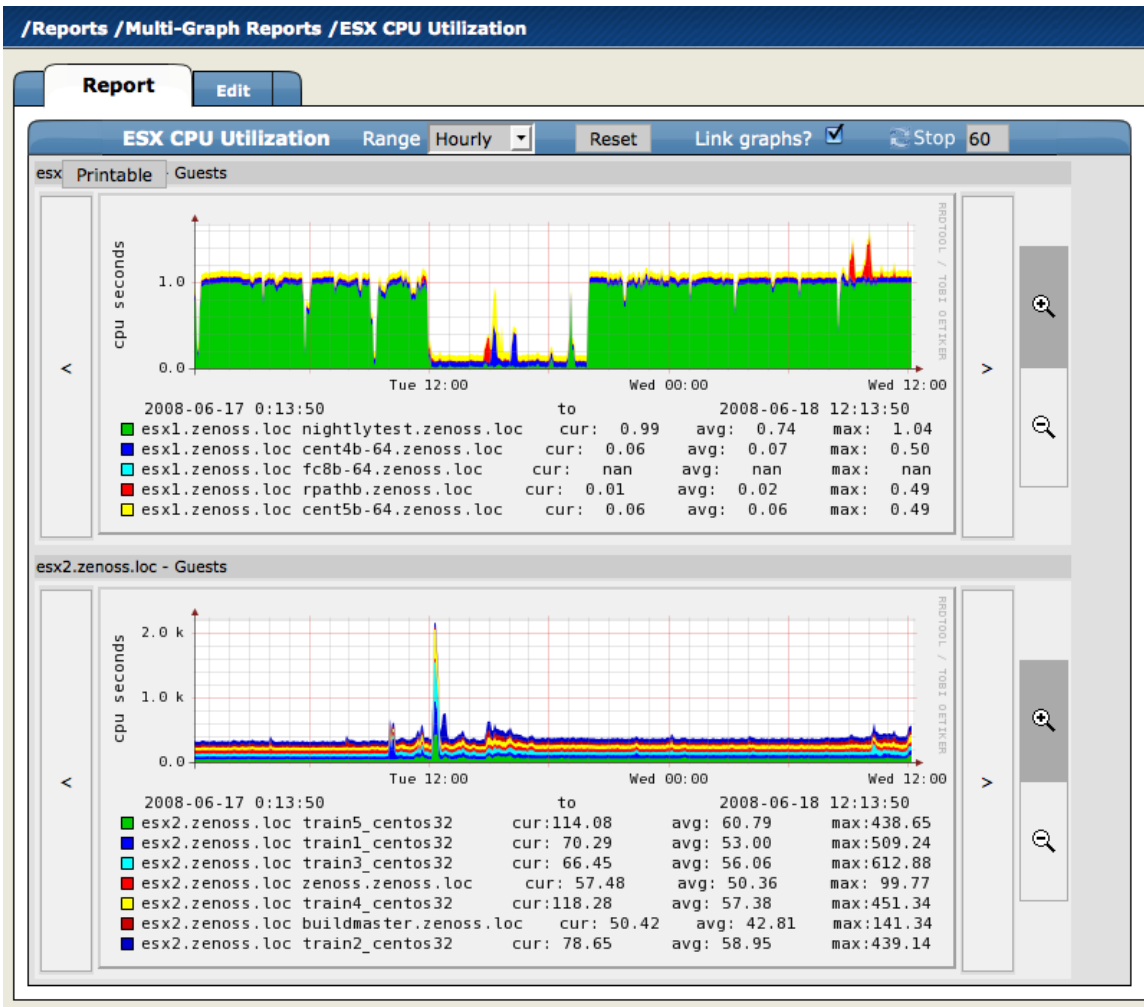 /Reports /Multi-Graph Reports /ESX CPU Utilization
Report Edit
ESX CPU Utilization Range Hourly Reset Link graphs? Stop 60
esx Printable - Guests
RRDTOOL / TOBI OETIKER
cpu seconds
1.0
0.0
< >
Tue 12:00 Wed 00:00 Wed 12:00
2008-06-17 0:13:50 to 2008-06-18 12:13:50
esx1.zenoss.loc nightlytest.zenoss.loc cur: 0.99 avg: 0.74 max: 1.04
esx1.zenoss.loc cent4b-64.zenoss.loc cur: 0.06 avg: 0.07 max: 0.50
esx1.zenoss.loc fc8b-64.zenoss.loc cur: nan avg: nan max: nan
esx1.zenoss.loc rpathb.zenoss.loc cur: 0.01 avg: 0.02 max: 0.49
esx1.zenoss.loc cent5b-64.zenoss.loc cur: 0.06 avg: 0.06 max: 0.49
esx2.zenoss.loc - Guests
RRDTOOL / TOBI OETIKER
cpu seconds
2.0 k
1.0 k
0.0
< >
Tue 12:00 Wed 00:00 Wed 12:00
2008-06-17 0:13:50 to 2008-06-18 12:13:50
esx2.zenoss.loc train5_centos32 cur:114.08 avg: 60.79 max:438.65
esx2.zenoss.loc train1_centos32 cur: 70.29 avg: 53.00 max:509.24
esx2.zenoss.loc train3_centos32 cur: 66.45 avg: 56.06 max:612.88
esx2.zenoss.loc zenoss.zenoss.loc cur: 57.48 avg: 50.36 max: 99.77
esx2.zenoss.loc train4_centos32 cur:118.28 avg: 57.38 max:451.34
esx2.zenoss.loc buildmaster.zenoss.loc cur: 50.42 avg: 42.81 max:141.34
esx2.zenoss.loc train2_centos32 cur: 78.65 avg: 58.95 max:439.14